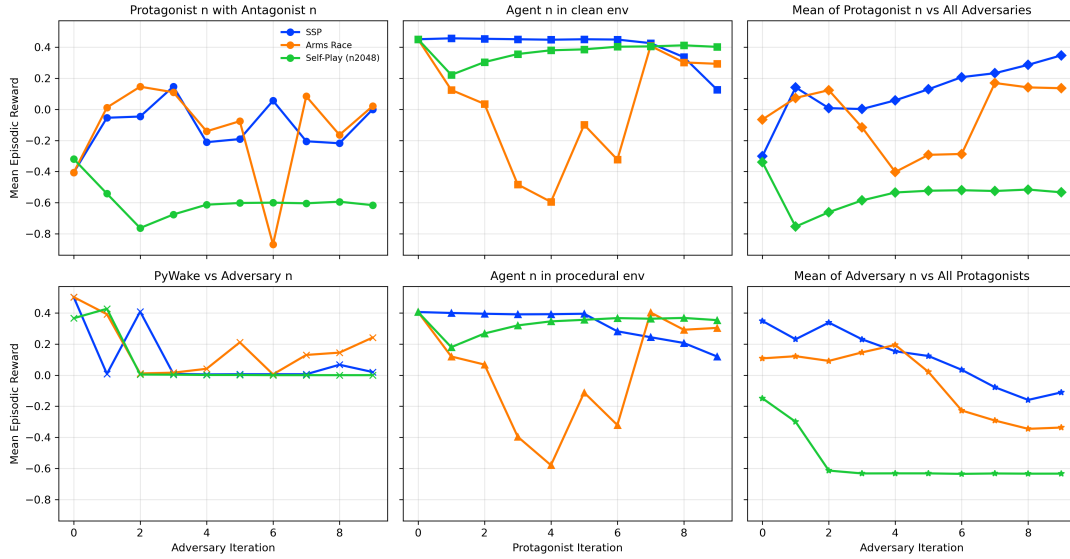 Protagonist n with Antagonist n
Agent n in clean env
Mean of Protagonist n vs All Adversaries
SSP
Arms Race
Self-Play (n2048)
Mean Episodic Reward
0.4
0.2
0.0
−0.2
−0.4
−0.6
−0.8
PyWake vs Adversary n
Agent n in procedural env
Mean of Adversary n vs All Protagonists
Mean Episodic Reward
0.4
0.2
0.0
−0.2
−0.4
−0.6
−0.8
0 2 4 6 8
0 2 4 6 8
0 2 4 6 8
Adversary Iteration
Protagonist Iteration
Adversary Iteration